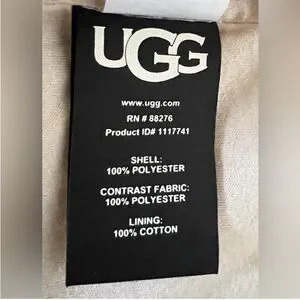 UGG
www.ugg.com
RN # 88276
Product ID# 1117741
SHELL:
100% POLYESTER
CONTRAST FABRIC:
100% POLYESTER
LINING:
100% COTTON